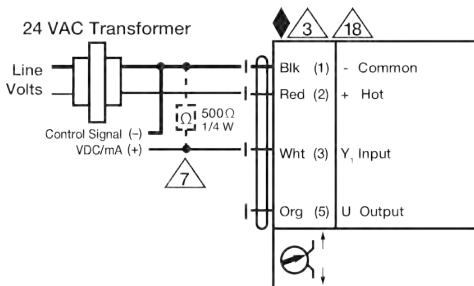 24 VAC Transformer
3
18
Line
Volts
Blk (1) - Common
Red (2) + Hot
Ω 500Ω
1/4 W
Control Signal (−)
VDC/mA (+)
Wht (3) Y₁ Input
7
Org (5) U Output